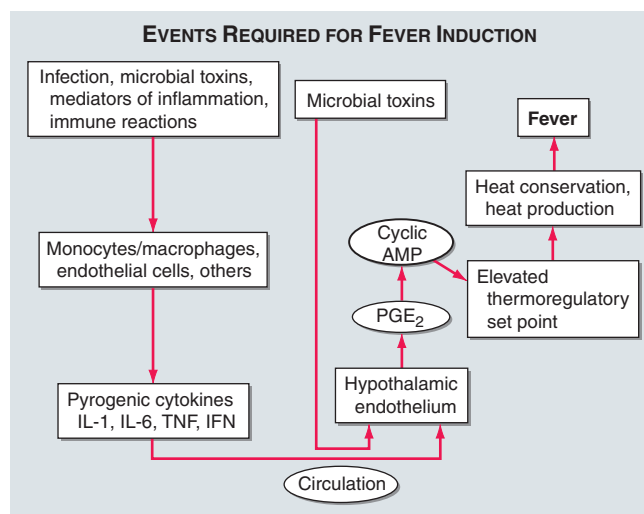 EVENTS REQUIRED FOR FEVER INDUCTION
Infection, microbial toxins,
mediators of inflammation,
immune reactions
Microbial toxins
Fever
Heat conservation,
heat production
Monocytes/macrophages,
endothelial cells, others
Cyclic
AMP
Elevated
thermoregulatory
set point
PGE₂
Pyrogenic cytokines
IL-1, IL-6, TNF, IFN
Hypothalamic
endothelium
Circulation